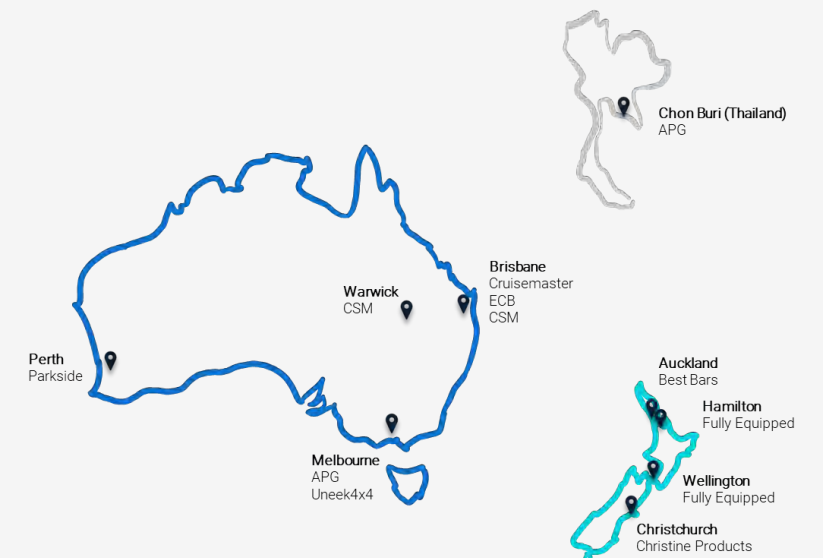 Chon Buri (Thailand)
APG
Brisbane
Cruisemaster
ECB
CSM
Warwick
CSM
Perth
Parkside
Melbourne
APG
Uneek4x4
Auckland
Best Bars
Hamilton
Fully Equipped
Wellington
Fully Equipped
Christchurch
Christine Products